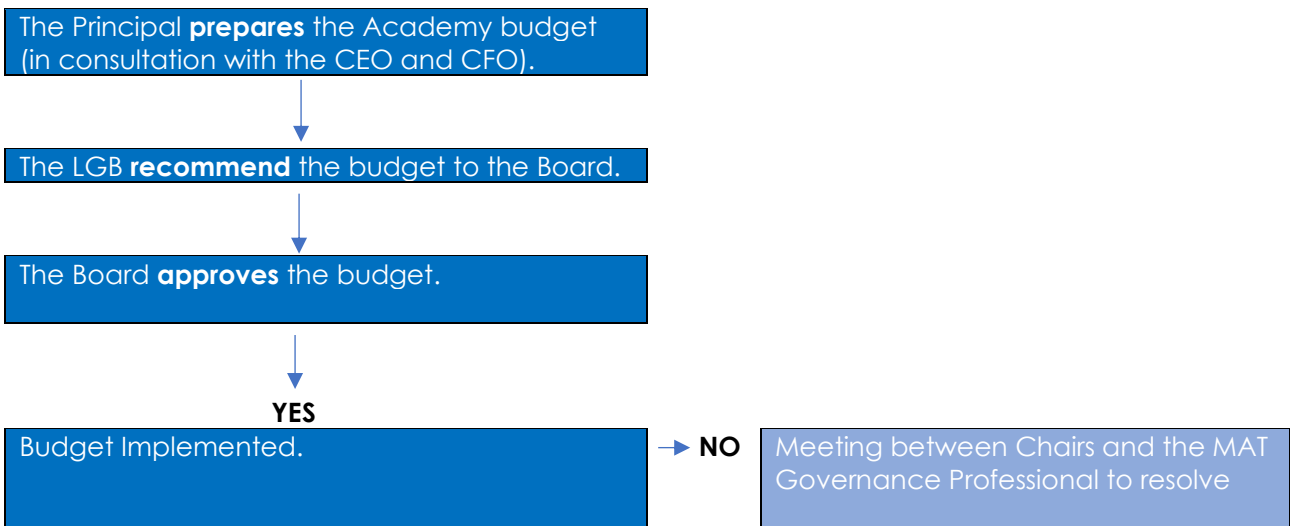 The Principal prepares the Academy budget
(in consultation with the CEO and CFO).
The LGB recommend the budget to the Board.
The Board approves the budget.
YES
Budget Implemented.
NO
Meeting between Chairs and the MAT
Governance Professional to resolve